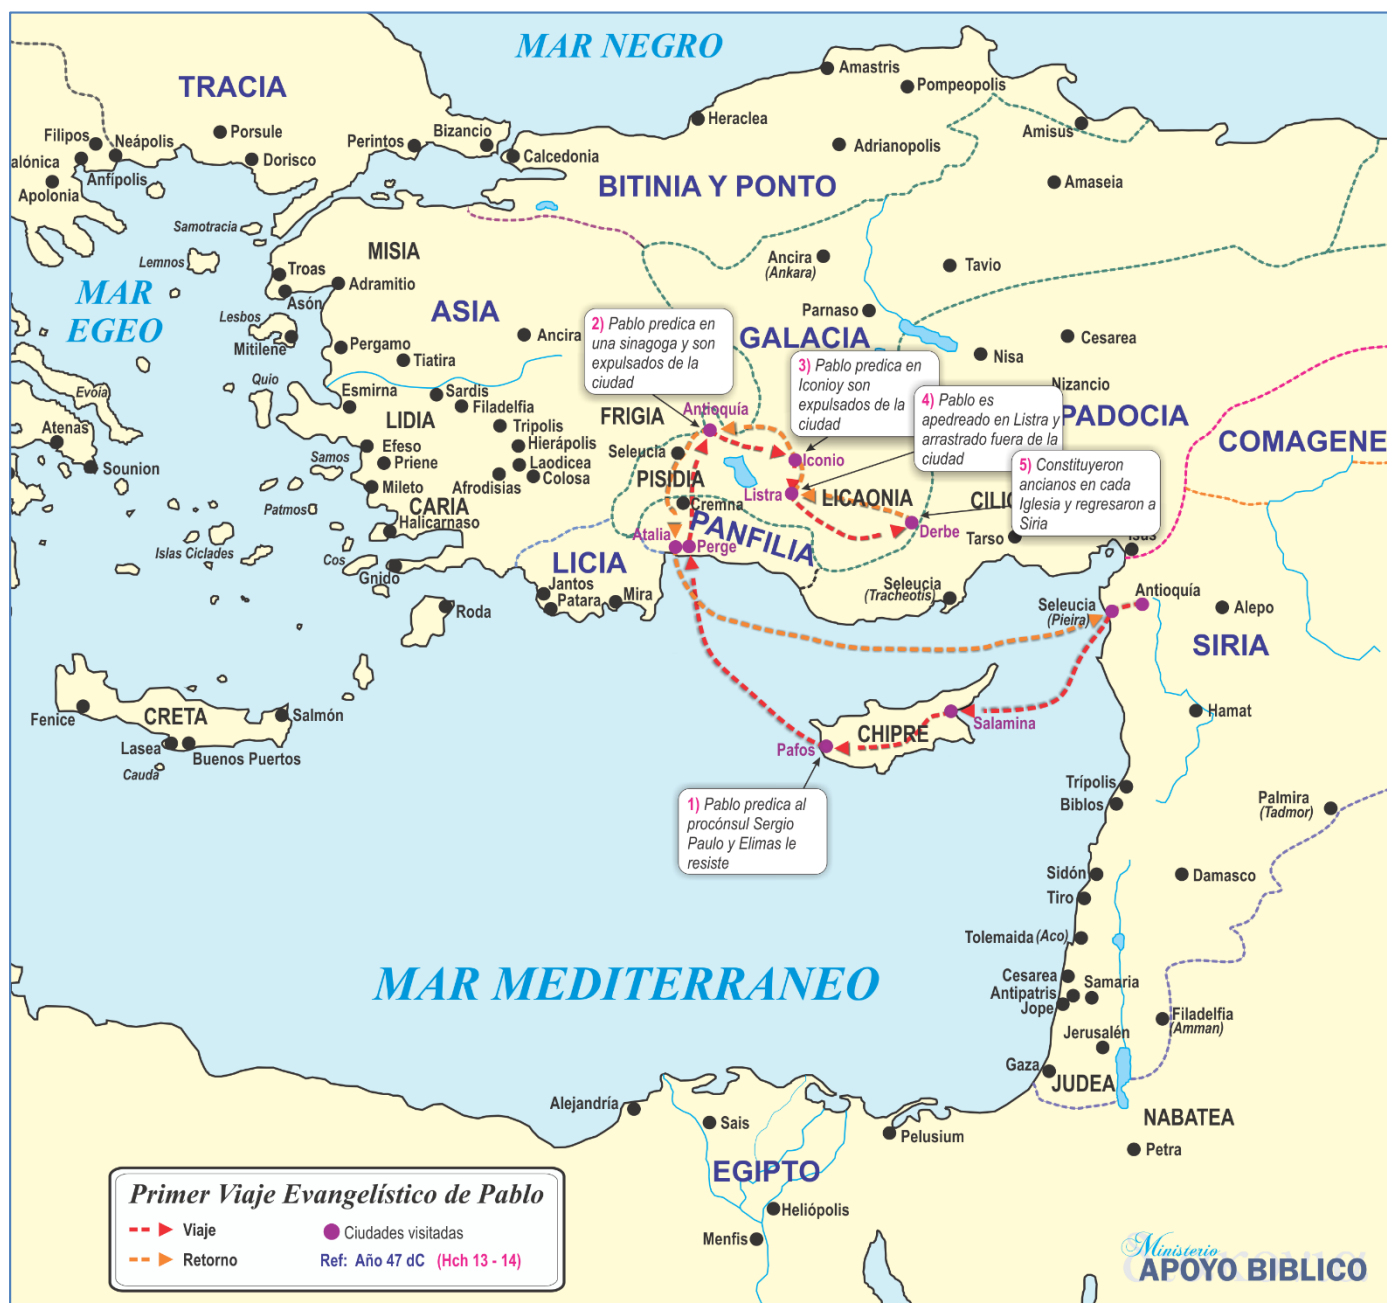 MAR NEGRO
TRACIA
Amastris
Pompeopolis
Heraclea
Amisus
Filipos
Neápolis
Porsule
Perintos
Bizancio
Adrianopolis
alónica
Anfípolis
Dorisco
Calcedonia
Apolonia
BITINIA Y PONTO
Amaseia
Samotracia
MISIA
Lemnos
Ancira
(Ankara)
Tavio
Troas
Adramitio
MAR
EGEO
Asón
ASIA
Parnaso
Lesbos
Mitilene
Ancira
2) Pablo predica en
una sinagoga y son
expulsados de la
ciudad
GALACIA
Cesarea
Pergamo
Tiatira
Nisa
3) Pablo predica en
Iconioy son
expulsados de la
ciudad
Quio
Esmirna
Sardis
Nizancio
Evoia
LIDIA
Filadelfia
FRIGIA
Antioquía
4) Pablo es
apedreado en Listra y
arrastrado fuera de la
ciudad
PADOCIA
Atenas
Tripolis
COMAGENE
Efeso
Hierápolis
Seleucia
Iconio
Sounion
Samos
Priene
Laodicea
5) Constituyeron
ancianos en cada
Iglesia y regresaron a
Siria
Mileto
Afrodisias
Colosa
PISIDIA
Listra
LICAONIA
CILIC
Patmos
CARIA
Cremna
Halicarnaso
PANFILIA
Derbe
Tarso
Isus
Islas Ciclades
Atalia
Perge
Cos
Gnido
LICIA
Jantos
Patara
Mira
Seleucia
(Tracheotis)
Seleucia
(Pieira)
Antioquía
Alepo
Roda
SIRIA
Fenice
CRETA
Salmón
CHIPRE
Salamina
Hamat
Lasea
Buenos Puertos
Pafos
Cauda
Trípolis
Biblos
Palmira
(Tadmor)
1) Pablo predica al
procónsul Sergio
Paulo y Elimas le
resiste
Sidón
Damasco
Tiro
Tolemaida (Aco)
MAR MEDITERRANEO
Cesarea
Antipatris
Samaria
Jope
Filadelfia
(Amman)
Jerusalén
Gaza
JUDEA
Alejandría
NABATEA
Sais
Pelusium
Petra
EGIPTO
Heliópolis
Menfis
Primer Viaje Evangelístico de Pablo
Viaje
Ciudades visitadas
Retorno
Ref: Año 47 dC (Hch 13 - 14)
Ministerio
APOYO BIBLICO